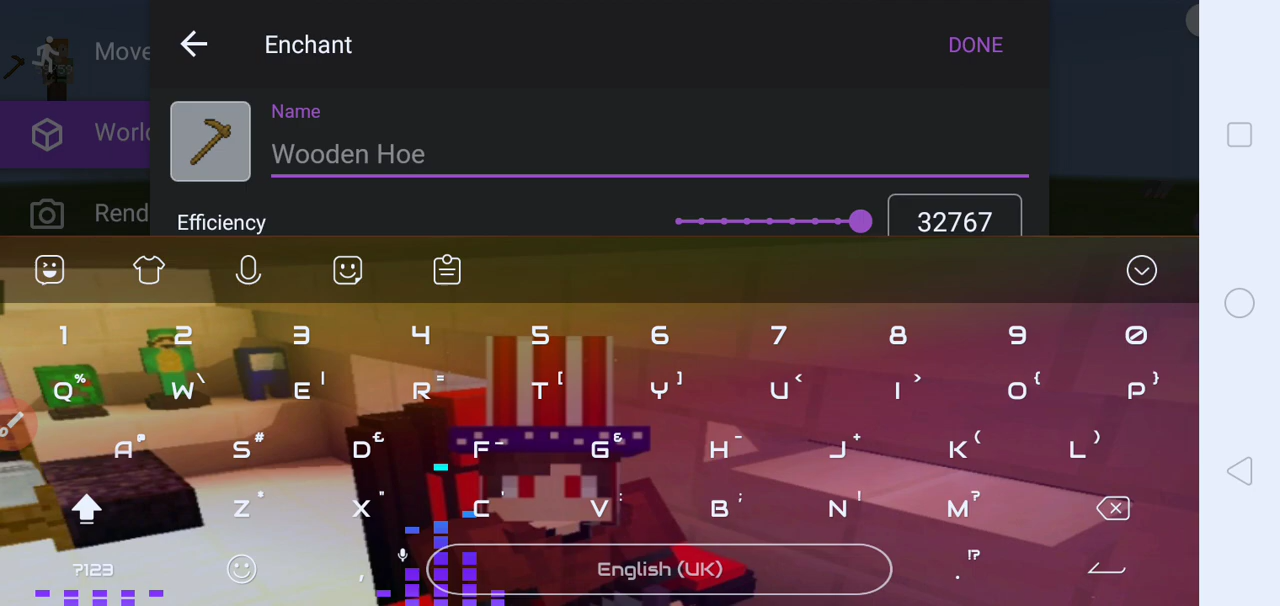 Move
Enchant
DONE
World
Name
Wooden Hoe
Rend
Efficiency
32767
1 2 3 4 5 6 7 8 9 0
Q% W\ E| R= T[ Y] U< I> O{ P}
A@ S# D£ F- G& H- J+ K( L)
Z* X" C' V: B; N! M?
?123 , English (UK) . !?